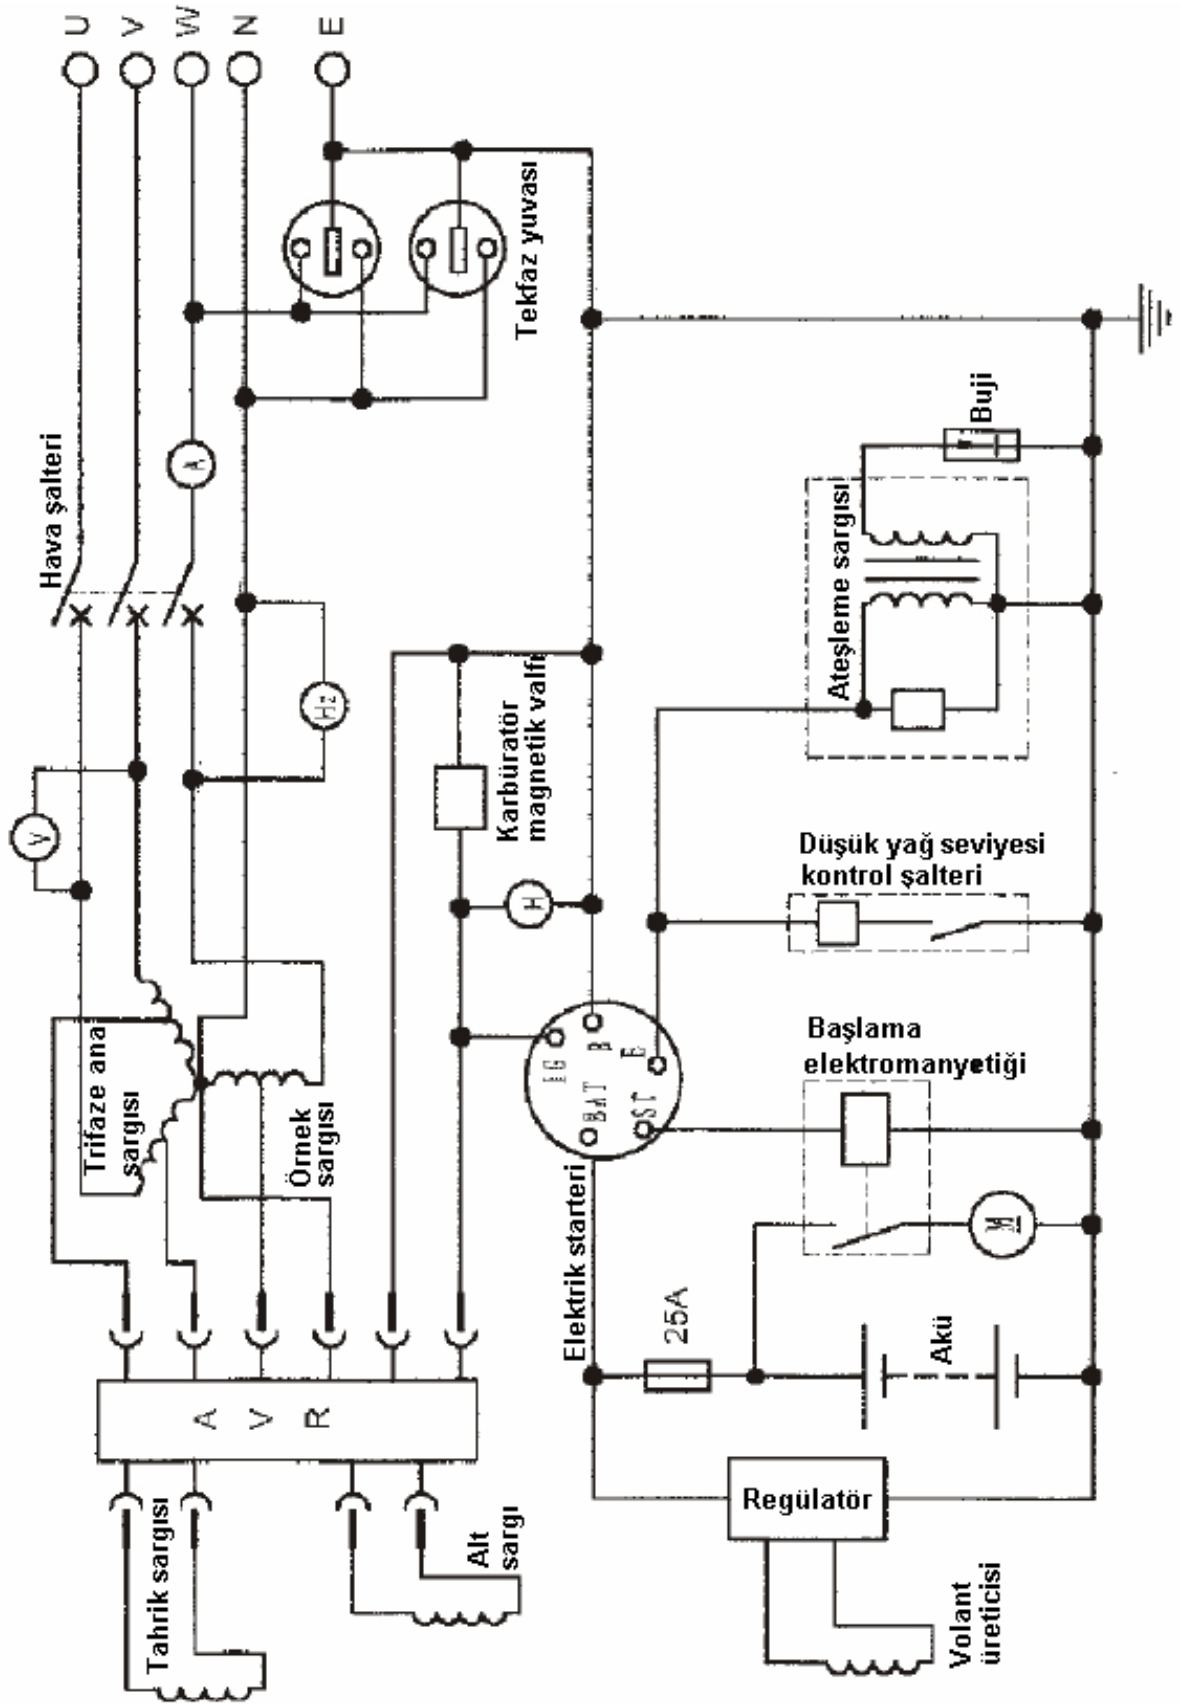 U
V
W
N
E
Tekfaz yuvası
Hava şalteri
A
Buji
Ateşleme sargısı
Hz
V
Karbüratör
magnetik valfı
H
Düşük yağ seviyesi
kontrol şalteri
Trifaze ana
sargısı
Örnek
sargısı
IG
B
E
BAT
ST
Başlama
elektromanyetiği
Elektrik starteri
M
25A
Akü
A V R
Regülatör
Tahrik sargısı
Alt
sargı
Volant
üreticisi